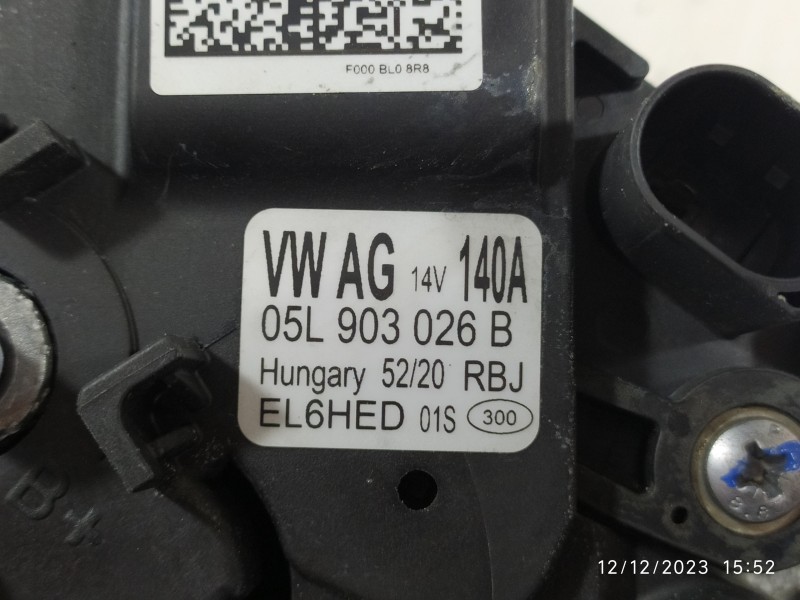 F000 BL0 8R8
VW AG 14V 140A
05L 903 026 B
Hungary 52/20 RBJ
EL6HED 01S 300
B+
12/12/2023 15:52